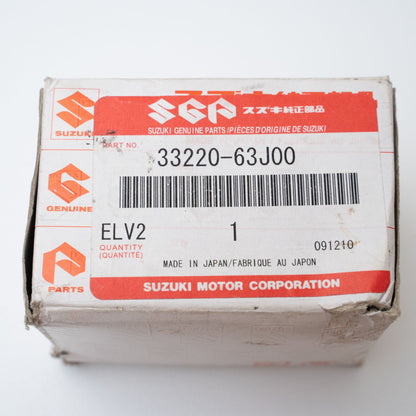 SGP スズキ純正部品
SUZUKI GENUINE PARTS/PIÈCES D'ORIGINE DE SUZUKI
PART NO. 33220-63J00
ELV2 1
QUANTITY
(QUANTITÉ)
091210
MADE IN JAPAN/FABRIQUE AU JAPON
SUZUKI MOTOR CORPORATION
SUZUKI
GENUINE
PARTS